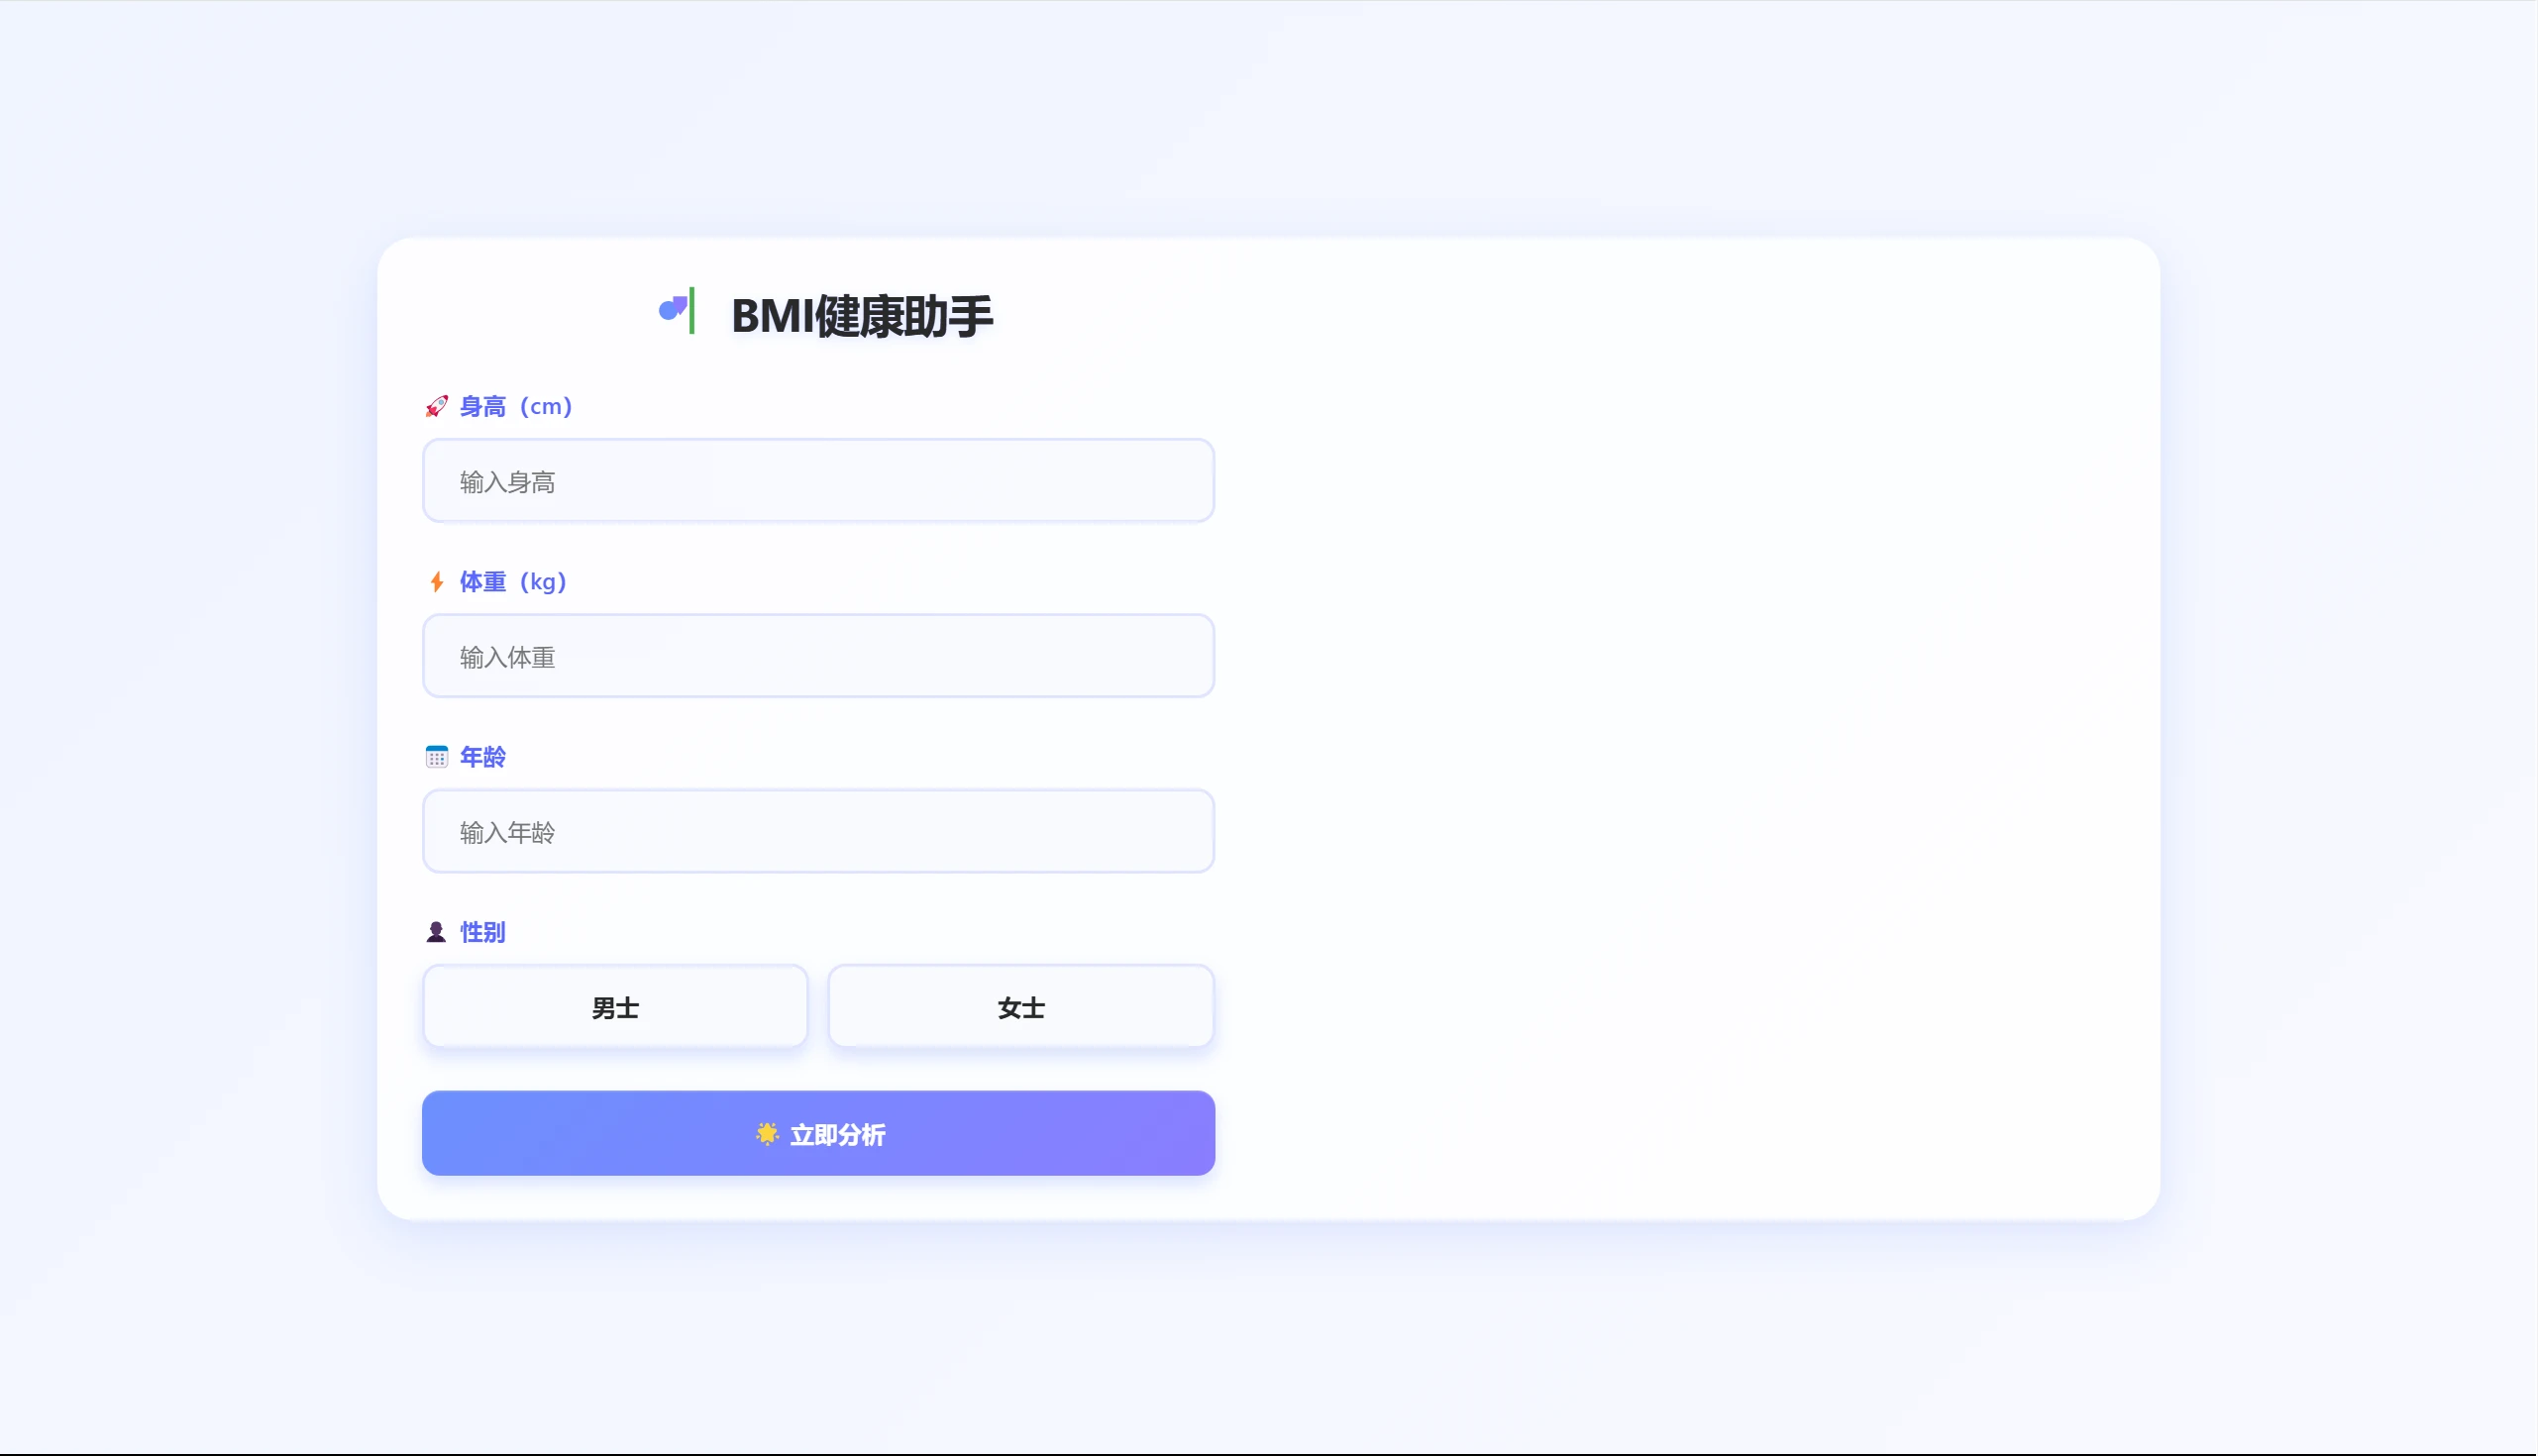 BMI健康助手
身高（cm）
输入身高
体重（kg）
输入体重
年龄
输入年龄
性别
男士
女士
立即分析